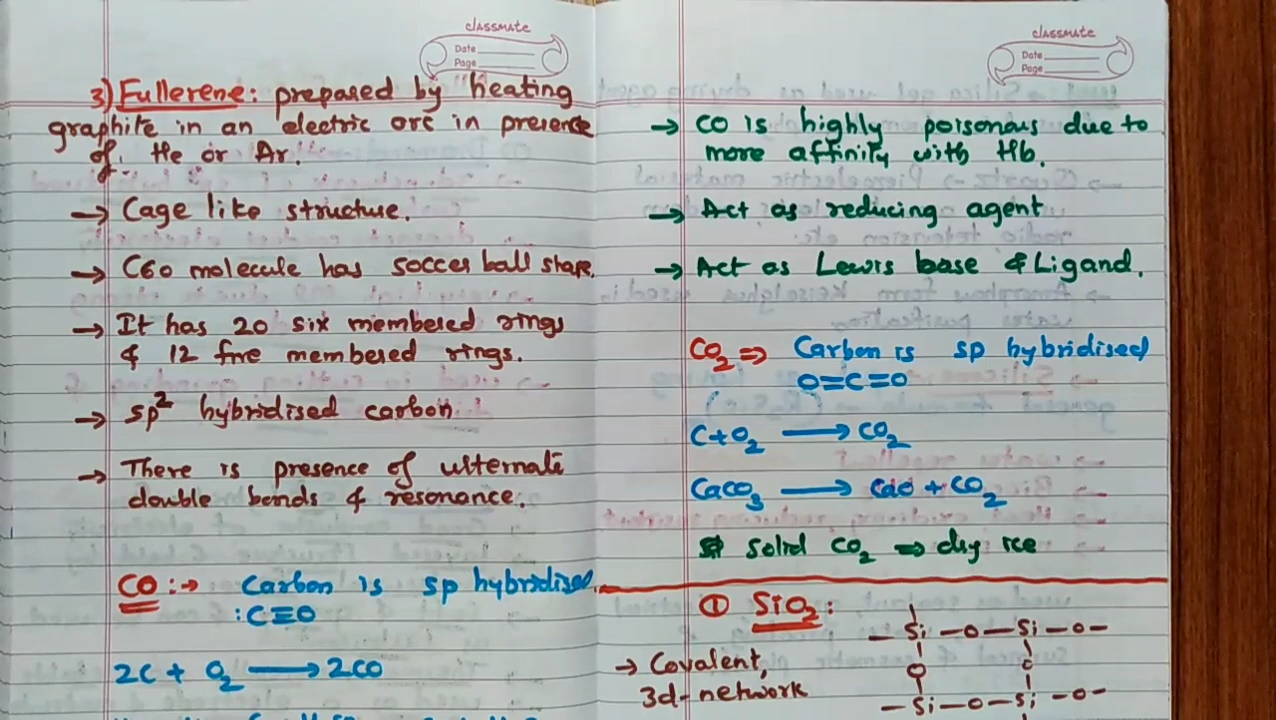 classmate
Date
Page
3) Fullerene: prepared by heating
graphite in an electric arc in presence
of. He or Ar.
→ Cage like structure.
→ C60 molecule has soccer ball shape.
→ It has 20 six membered rings
& 12 five membered rings.
→ sp² hybridised carbon
→ There is presence of ulternate
double bonds & resonance.
CO :→ Carbon is sp hybridised.
:C≡O
2C + O₂ ⟶ 2CO
classmate
Date
Page
→ CO is highly poisonous due to
more affinity with Hb.
→ Act as reducing agent
→ Act as Lewis base & Ligand.
CO₂ ⇒ Carbon is sp hybridised
O=C=O
C+O₂ ⟶ CO₂
CaCO₃ ⟶ CaO + CO₂
solid CO₂ ⇒ dry ice
① SiO₂:
– Si – O – Si – O –
O O
→ Covalent,
3d-network
– Si – O – Si – O –